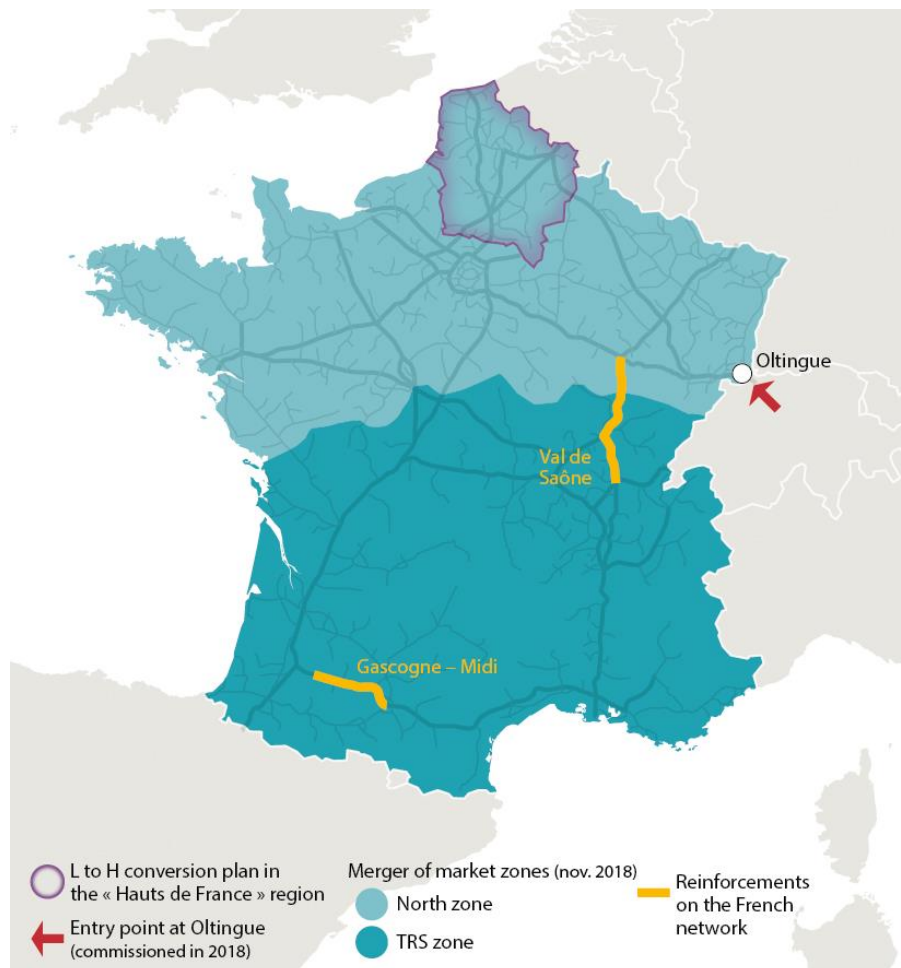 Oltingue
Val de
Saône
Gascogne – Midi
L to H conversion plan in
the « Hauts de France » region
Entry point at Oltingue
(commissioned in 2018)
Merger of market zones (nov. 2018)
North zone
TRS zone
Reinforcements
on the French
network